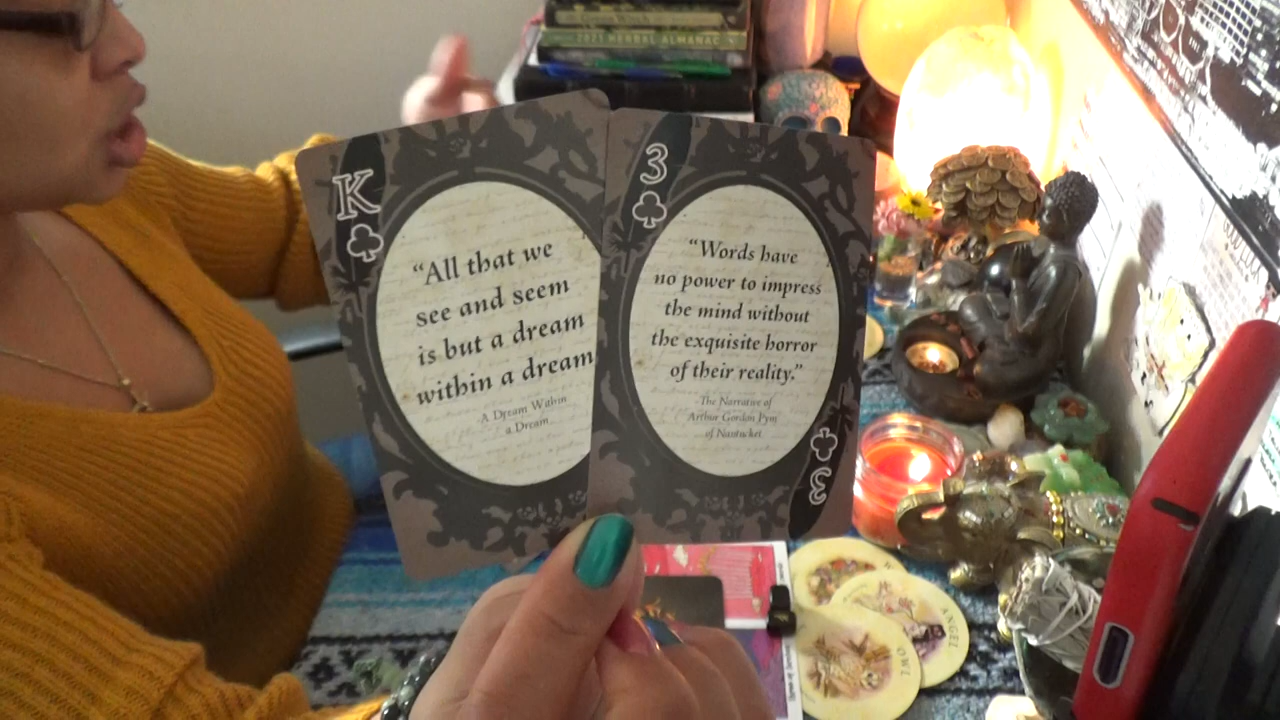 2021 HERBAL ALMANAC
K
"All that we
see and seem
is but a dream
within a dream
A Dream Within
a Dream
3
"Words have
no power to impress
the mind without
the exquisite horror
of their reality."
-The Narrative of
Arthur Gordon Pym
of Nantucket
3
ANGEL
OWL